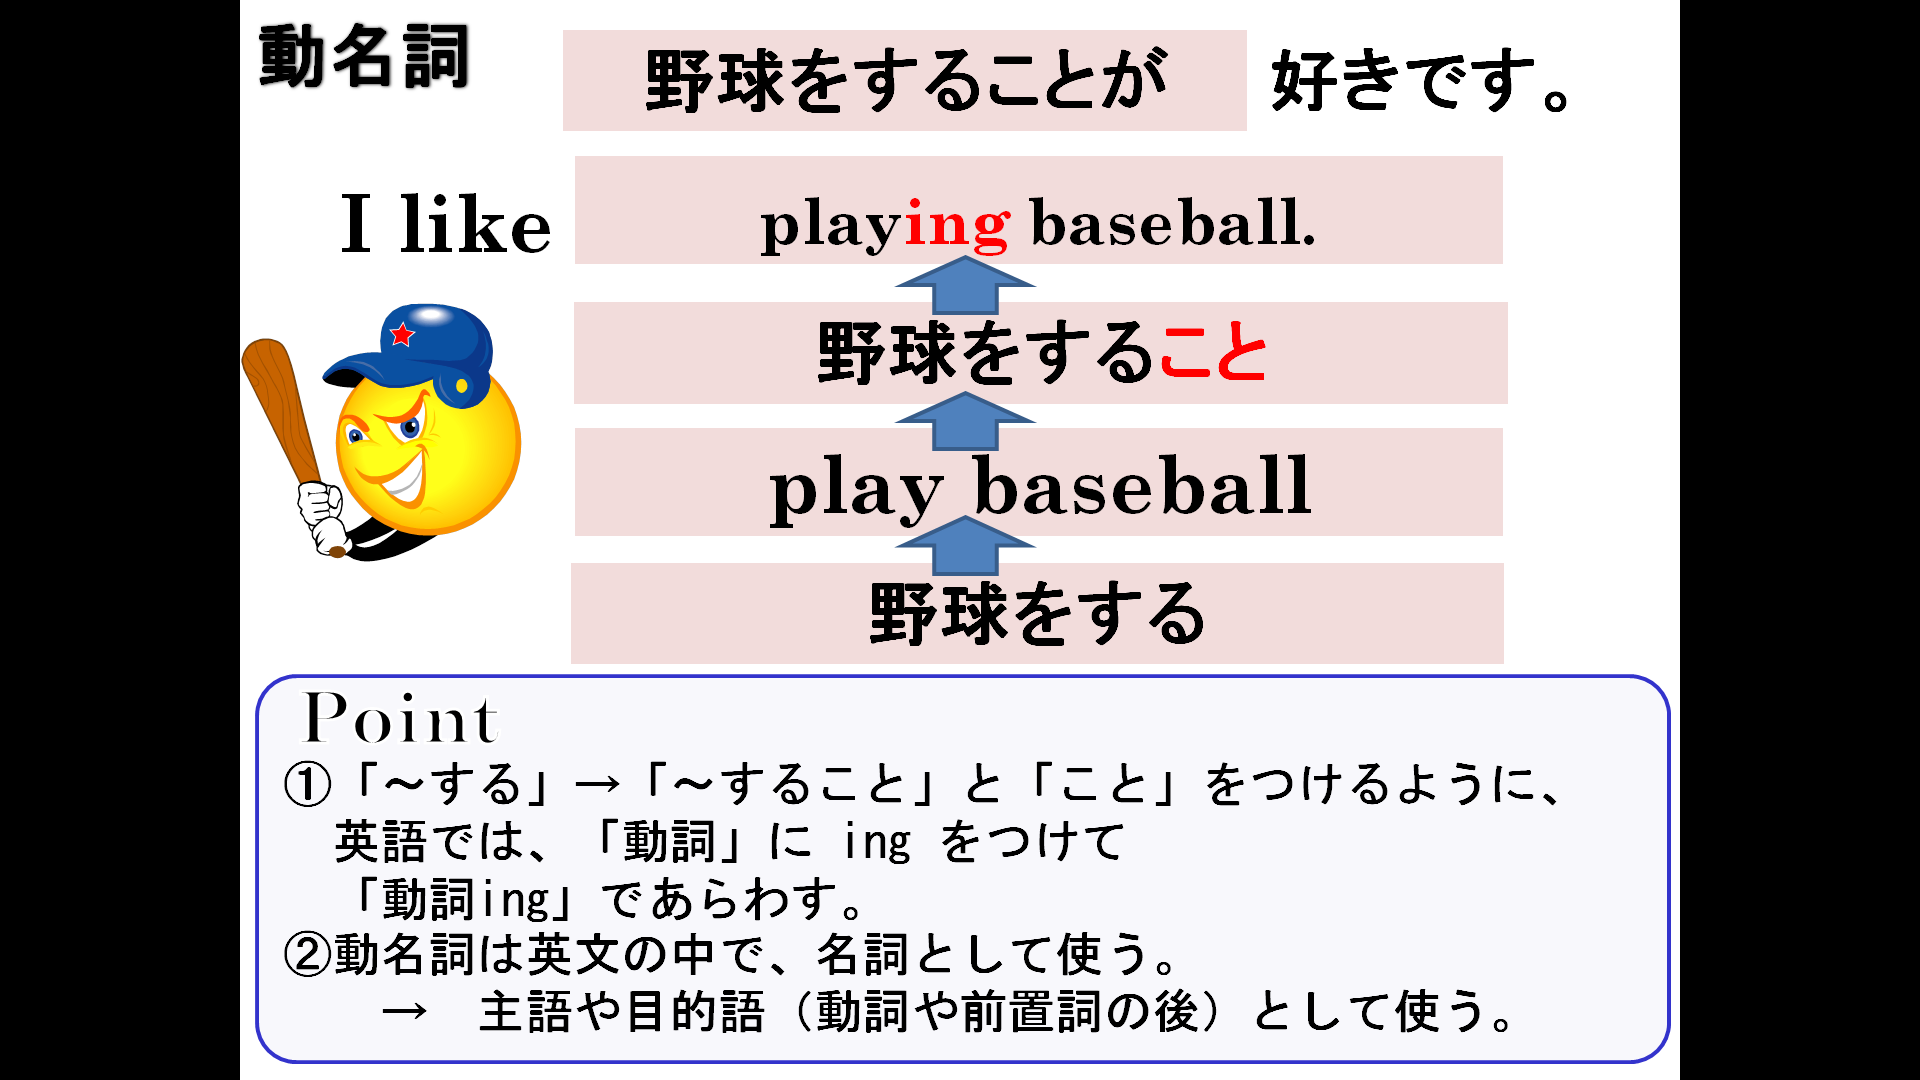 動名詞
野球をすることが 好きです。
I like playing baseball.
野球をすること
play baseball
野球をする
Point
①「～する」→「～すること」と「こと」をつけるように、
英語では、「動詞」に ing をつけて
「動詞ing」であらわす。
②動名詞は英文の中で、名詞として使う。
→ 主語や目的語（動詞や前置詞の後）として使う。